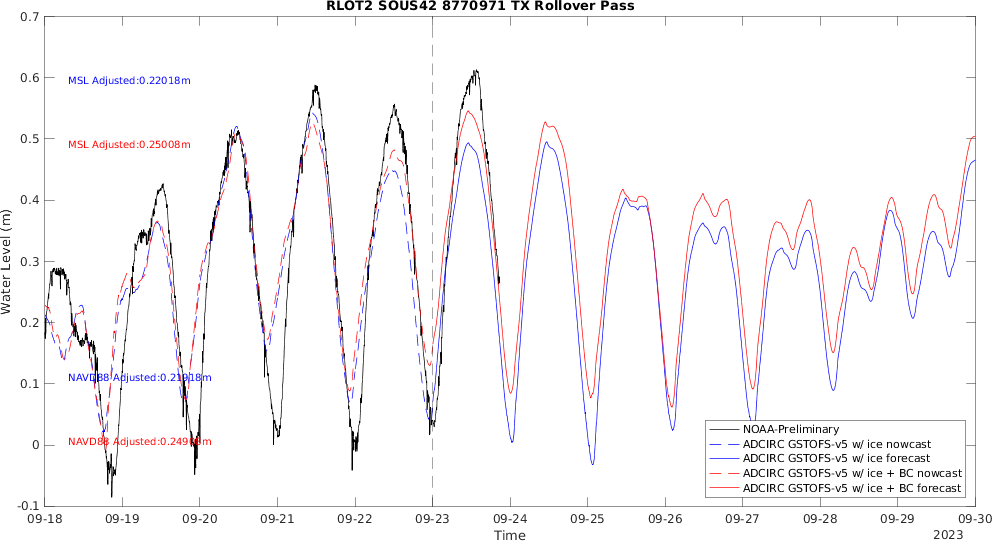 RLOT2 SOUS42 8770971 TX Rollover Pass
0.7
0.6
0.5
0.4
0.3
0.2
0.1
0
-0.1
Water Level (m)
MSL Adjusted:0.22018m
MSL Adjusted:0.25008m
NAVD88 Adjusted:0.21918m
NAVD88 Adjusted:0.24908m
NOAA-Preliminary
ADCIRC GSTOFS-v5 w/ ice nowcast
ADCIRC GSTOFS-v5 w/ ice forecast
ADCIRC GSTOFS-v5 w/ ice + BC nowcast
ADCIRC GSTOFS-v5 w/ ice + BC forecast
09-18 09-19 09-20 09-21 09-22 09-23 09-24 09-25 09-26 09-27 09-28 09-29 09-30
Time
2023